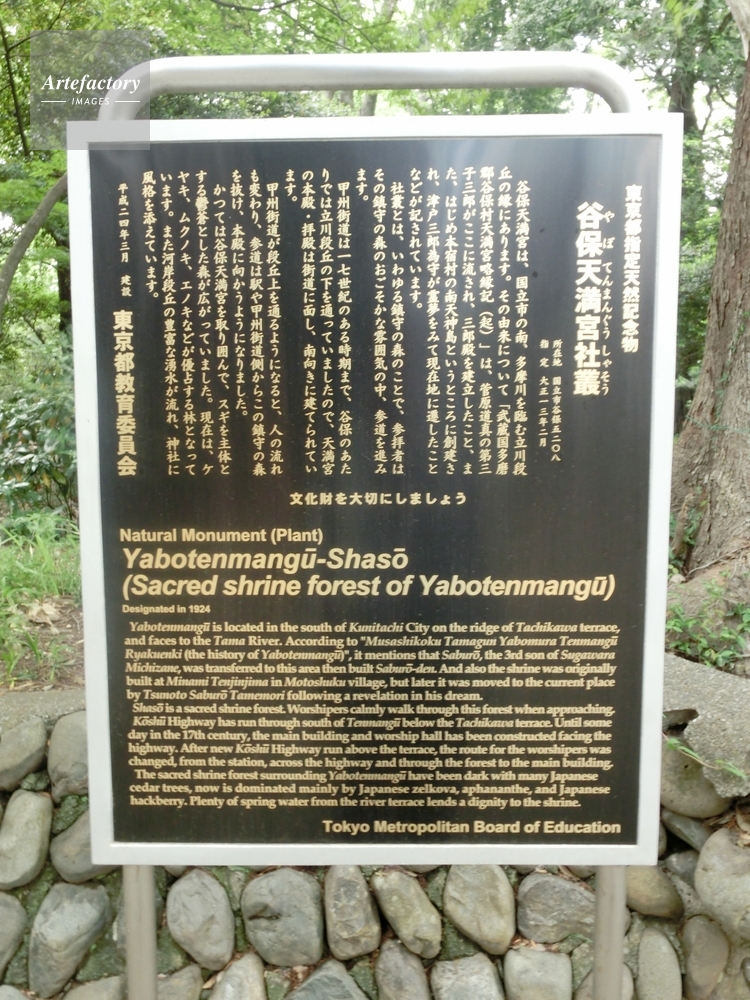 Artefactory
IMAGES
東京都指定天然記念物
谷保天満宮社叢
や ぼ てんまんぐう しゃそう
所在地 国立市谷保五二〇八
指 定 大正一三年二月
谷保天満宮は、国立市の南、多摩川を臨む立川段
丘の縁にあります。その由来について「武蔵国多磨
郡谷保村天満宮略縁記（起）」は、菅原道真の第三
子三郎がここに流され、三郎殿を建立したこと、ま
た、はじめ本宿村の南天神島というところに創建さ
れ、津戸三郎為守が霊夢をみて現在地に遷したこと
などが記されています。
社叢とは、いわゆる鎮守の森のことで、参拝者は
その鎮守の森のおごそかな雰囲気の中、参道を進み
ます。
甲州街道は一七世紀のある時期まで、谷保のあた
りでは立川段丘の下を通っていましたので、天満宮
の本殿・拝殿は街道に面し、南向きに建てられてい
ます。
甲州街道が段丘上を通るようになると、人の流れ
も変わり、参道は駅や甲州街道側からこの鎮守の森
を抜け、本殿に向かうようになりました。
かつては谷保天満宮を取り囲んで、スギを主体と
する鬱蒼とした森が広がっていました。現在は、ケ
ヤキ、ムクノキ、エノキなどが優占する林となって
います。また河岸段丘の豊富な湧水が流れ、神社に
風格を添えています。
平成二四年三月 建設
東京都教育委員会
文化財を大切にしましょう
Natural Monument (Plant)
Yabotenmangū-Shasō
(Sacred shrine forest of Yabotenmangū)
Designated in 1924
Yabotenmangū is located in the south of Kunitachi City on the ridge of Tachikawa terrace,
and faces to the Tama River. According to "Musashikoku Tamagun Yabomura Tenmangū
Ryakuenki (the history of Yabotenmangū)", it mentions that Saburō, the 3rd son of Sugawara
Michizane, was transferred to this area then built Saburō-den. And also the shrine was originally
built at Minami Tenjinjima in Motoshuku village, but later it was moved to the current place
by Tsunoto Saburō Tamemori following a revelation in his dream.
Shasō is a sacred forest. Worshipers calmly walk through this forest when approaching.
Kōshū Highway has run through south of Tenmangū below the Tachikawa terrace. Until some
day in the 17th century, the main building and worship hall has been constructed facing the
highway. After new Kōshū Highway run above the terrace, the route for the worshipers was
changed, from the station, across the highway and through the forest to the main building.
The sacred shrine forest surrounding Yabotenmangū have been dark with many Japanese
cedar trees, now is dominated mainly by Japanese zelkova, aphananthe, and Japanese
hackberry. Plenty of spring water from the river terrace lends a dignity to the shrine.
Tokyo Metropolitan Board of Education